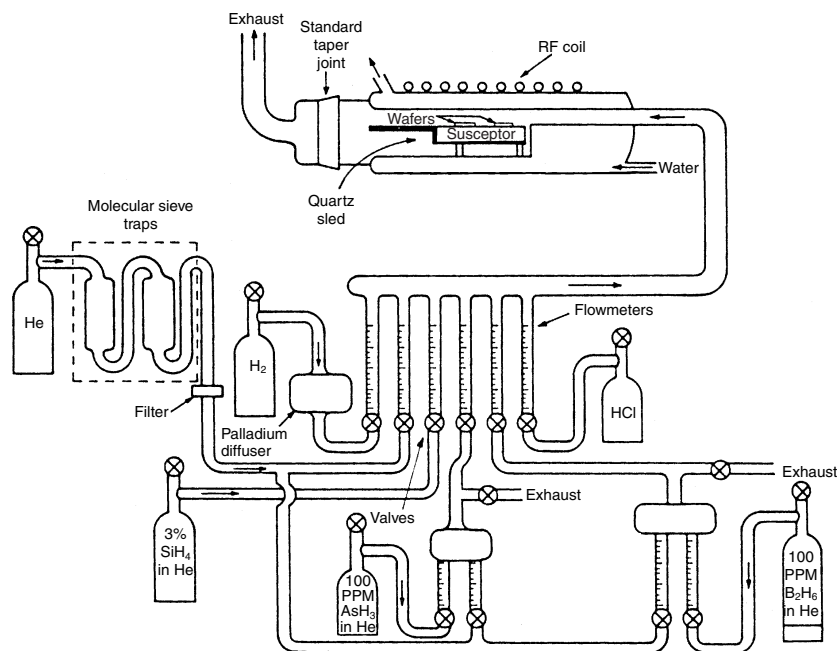 Exhaust
Standard
taper
joint
RF coil
Wafers
Susceptor
Water
Quartz
sled
Molecular sieve
traps
He
H₂
Flowmeters
HCl
Filter
Palladium
diffuser
Valves
Exhaust
Exhaust
3%
SiH₄
in He
100
PPM
AsH₃
in He
100
PPM
B₂H₆
in He